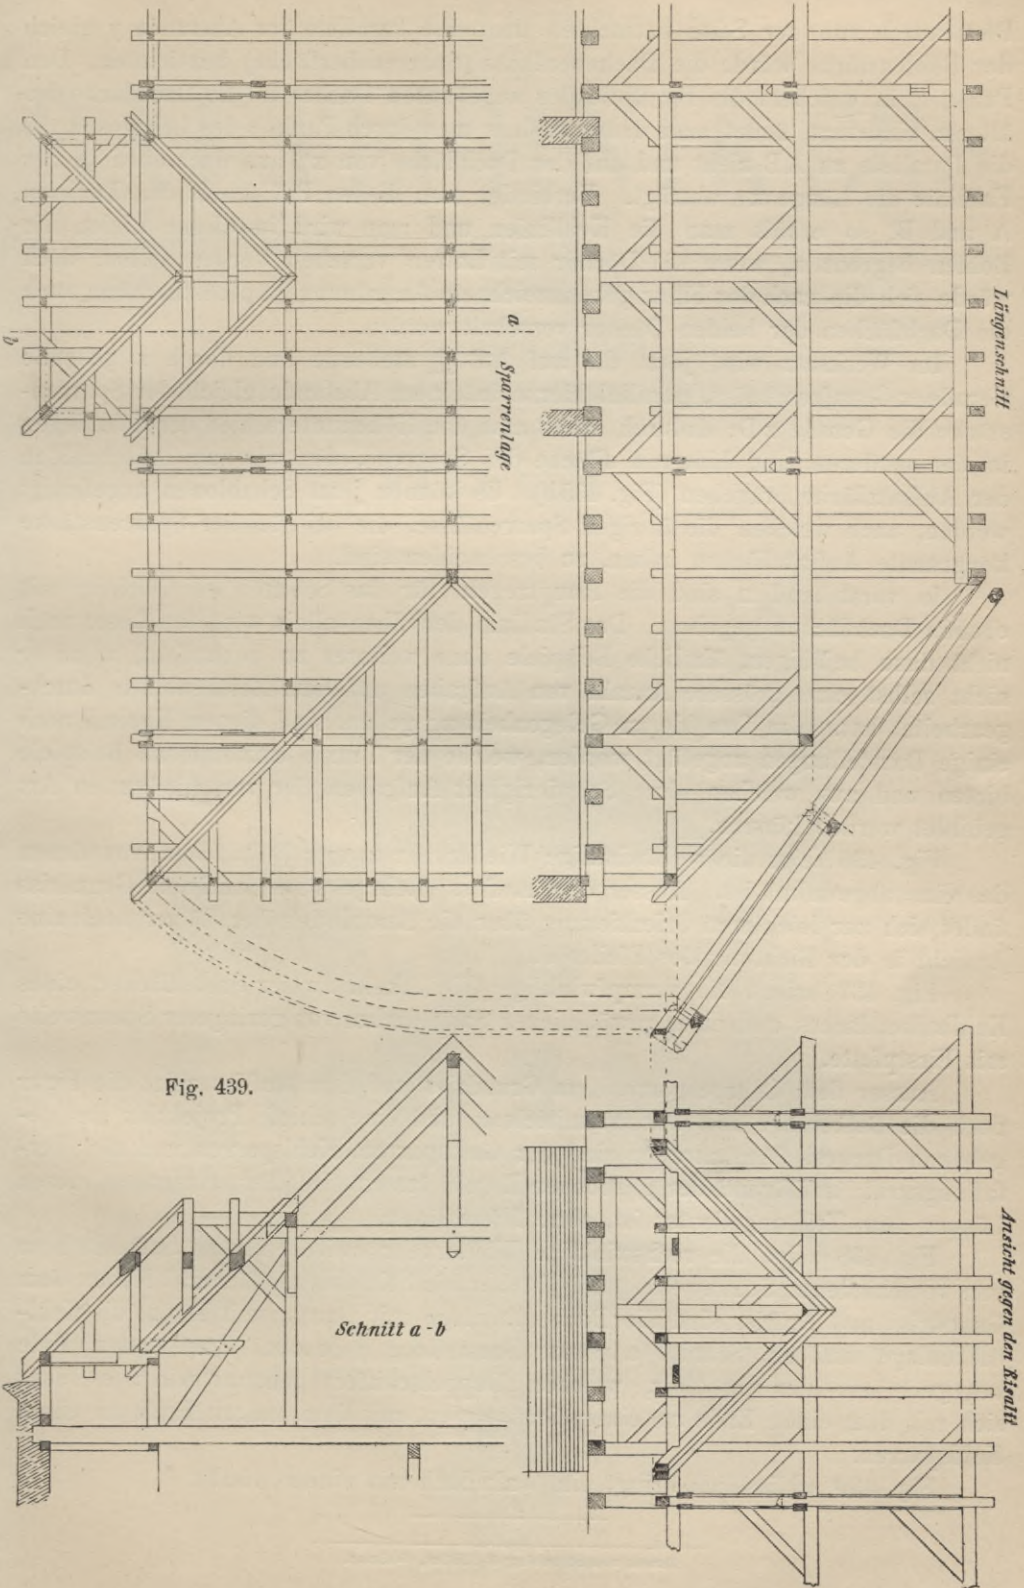 Längenschnitt
a
Sparrenlage
b
Fig. 439.
Schnitt a-b
Ansicht gegen den Risalit